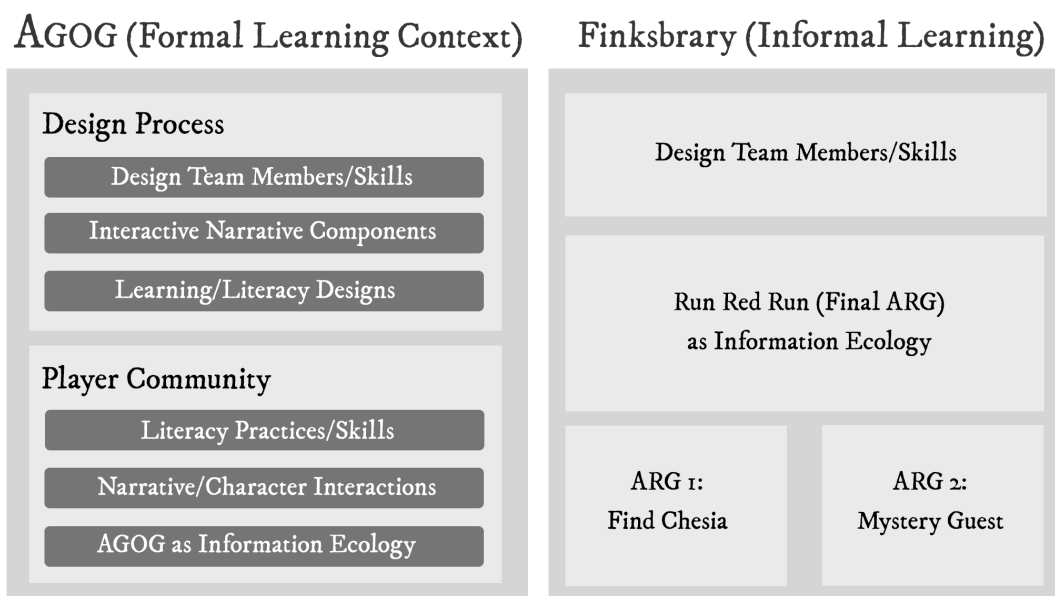 AGOG (Formal Learning Context)
Design Process
Design Team Members/Skills
Interactive Narrative Components
Learning/Literacy Designs
Player Community
Literacy Practices/Skills
Narrative/Character Interactions
AGOG as Information Ecology
Finksbrary (Informal Learning)
Design Team Members/Skills
Run Red Run (Final ARG)
as Information Ecology
ARG 1:
Find Chesia
ARG 2:
Mystery Guest